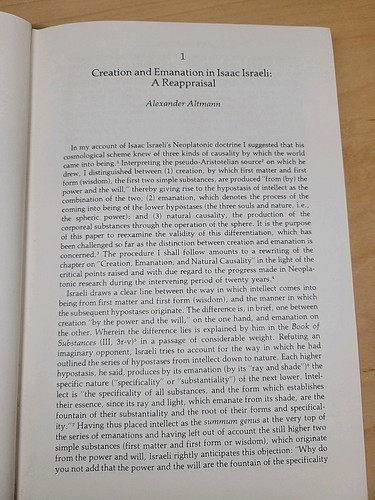 1
Creation and Emanation in Isaac Israeli:
A Reappraisal
Alexander Altmann
In my account of Isaac Israeli's Neoplatonic doctrine I suggested that his
cosmological scheme knew of three kinds of causality by which the world
came into being.¹ Interpreting the pseudo-Aristotelian source² on which he
drew, I distinguished between (1) creation, by which first matter and first
form (wisdom), the first two simple substances, are produced "from (by) the
power and the will," thereby giving rise to the hypostasis of intellect as the
combination of the two; (2) emanation, which denotes the process of the
coming into being of the lower hypostases (the three souls and nature, i.e.,
the spheric power); and (3) natural causality, the production of the
corporeal substances through the operation of the sphere. It is the purpose
of this paper to reexamine the validity of this differentiation, which has
been challenged so far as the distinction between creation and emanation is
concerned.³ The procedure I shall follow amounts to a rewriting of the
chapter on "Creation, Emanation, and Natural Causality" in the light of the
critical points raised and with due regard to the progress made in Neopla-
tonic research during the intervening period of twenty years.⁴
Israeli draws a clear line between the way in which intellect comes into
being from first matter and first form (wisdom), and the manner in which
the subsequent hypostases originate. The difference is, in brief, one between
creation "by the power and the will," on the one hand, and emanation on
the other. Wherein the difference lies is explained by him in the Book of
Substances (III, 3r-v)⁵ in a passage of considerable weight. Refuting an
imaginary opponent, Israeli tries to account for the way in which he had
outlined the series of hypostases from intellect down to nature. Each higher
hypostasis, he said, produces by its emanation (by its "ray and shade")⁶ the
specific nature ("specificality" or "substantiality") of the next lower. Intel-
lect is "the specificality of all substances, and the form which establishes
their essence, since its ray and light, which emanate from its shade, are the
fountain of their substantiality and the root of their forms and specifical-
ity."⁷ Having thus placed intellect as the summum genus at the very top of
the series of emanations and having left out of account the still higher two
simple substances (first matter and first form or wisdom), which originate
from the power and will, Israeli rightly anticipates this objection: "Why do
you not add that the power and the will are the fountain of the specificality